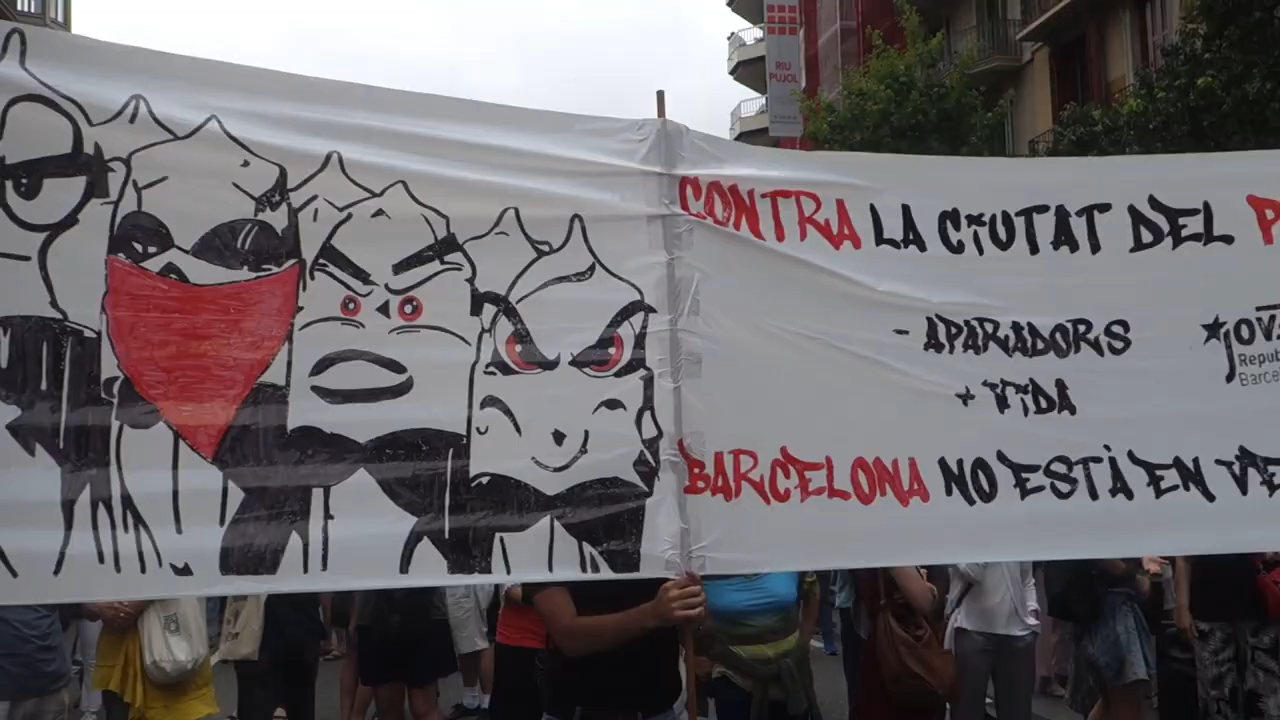 RIU
PUJOL
CONTRA LA CiUTAT DEL
- APARADORS
+ ViDA
BARCELONA NO ESTÀ EN